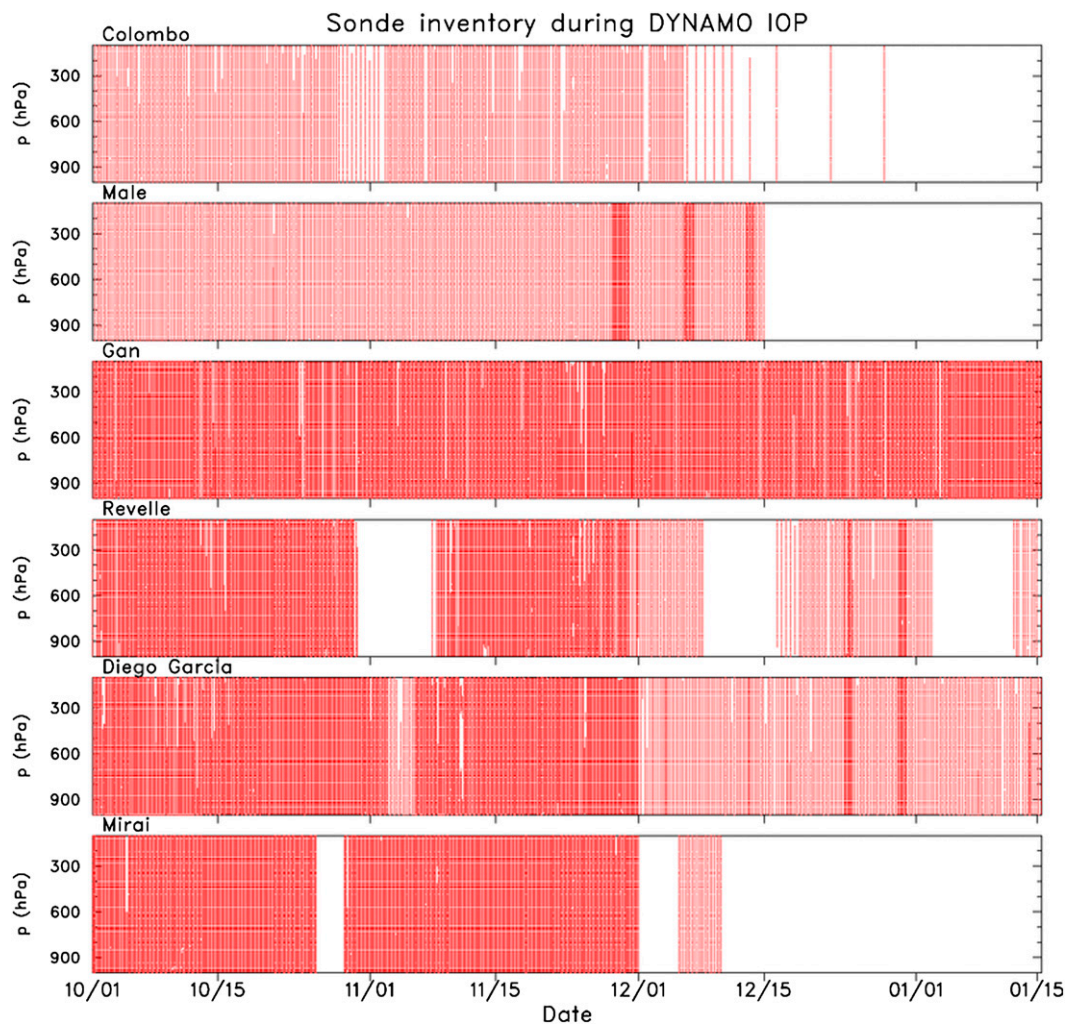 Sonde inventory during DYNAMO IOP
Colombo
300
600
900
p (hPa)
Male
300
600
900
p (hPa)
Gan
300
600
900
p (hPa)
Revelle
300
600
900
p (hPa)
Diego Garcia
300
600
900
p (hPa)
Mirai
300
600
900
p (hPa)
10/01 10/15 11/01 11/15 12/01 12/15 01/01 01/15
Date